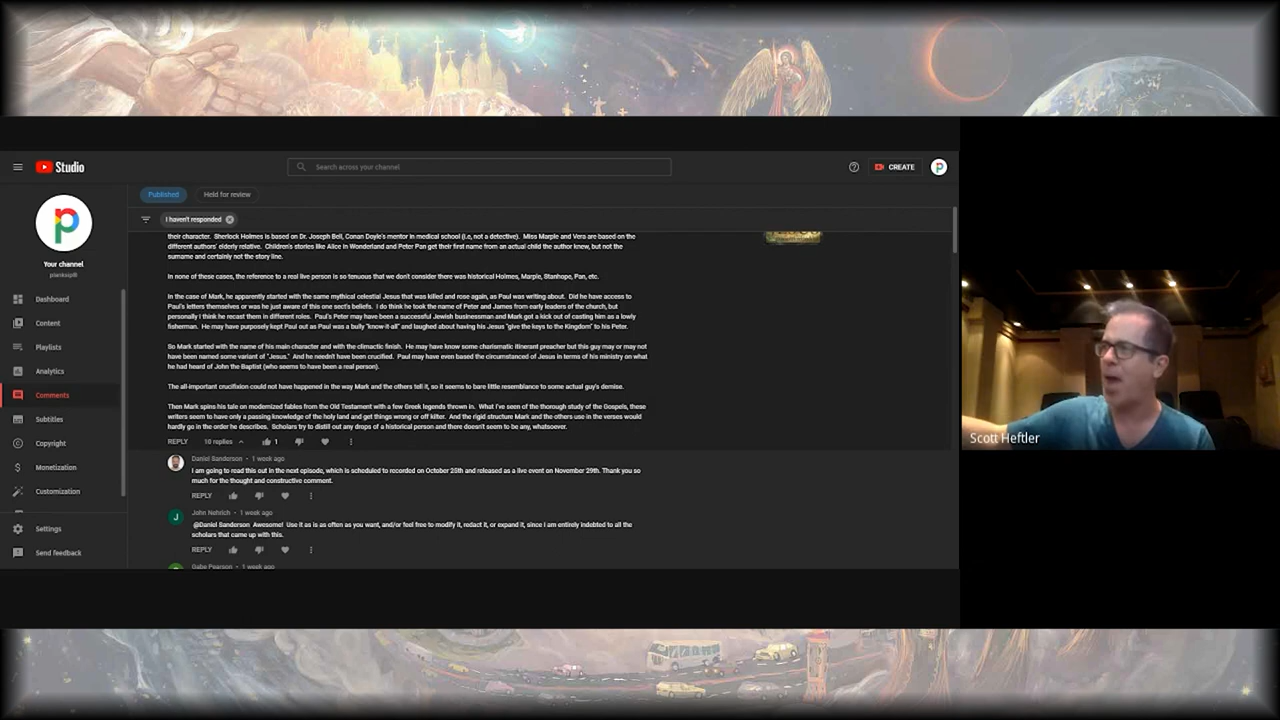 Studio
Search across your channel
CREATE
Published
Held for review
I haven't responded
their character. Sherlock Holmes is based on Dr. Joseph Bell, Conan Doyle's mentor in medical school (i.e, not a detective). Miss Marple and Vera are based on the
different authors' elderly relative. Children's stories like Alice in Wonderland and Peter Pan get their first name from an actual child the author knew, but not the
surname and certainly not the story line.
In none of these cases, the reference to a real live person is so tenuous that we don't consider there was historical Holmes, Marple, Stanhope, Pan, etc.
In the case of Mark, he apparently started with the same mythical celestial Jesus that was killed and rose again, as Paul was writing about. Did he have access to
Paul's letters themselves or was he just aware of this one sect's beliefs. I do think he took the name of Peter and James from early leaders of the church, but
personally I think he recast them in different roles. Paul's Peter may have been a successful Jewish businessman and Mark got a kick out of casting him as a lowly
fisherman. He may have purposely kept Paul out as Paul was a bully "know-it-all" and laughed about having his Jesus "give the keys to the Kingdom" to his Peter.
So Mark started with the name of his main character and with the climactic finish. He may have know some charismatic itinerant preacher but this guy may or may not
have been named some variant of "Jesus." And he needn't have been crucified. Paul may have even based the circumstanced of Jesus in terms of his ministry on what
he had heard of John the Baptist (who seems to have been a real person).
The all-important crucifixion could not have happened in the way Mark and the others tell it, so it seems to bare little resemblance to some actual guy's demise.
Then Mark spins his tale on modernized fables from the Old Testament with a few Greek legends thrown in. What I've seen of the thorough study of the Gospels, these
writers seem to have only a passing knowledge of the holy land and get things wrong or off kilter. And the rigid structure Mark and the others use in the verses would
hardly go in the order he describes. Scholars try to distill out any drops of a historical person and there doesn't seem to be any, whatsoever.
REPLY 10 replies 1
Daniel Sanderson • 1 week ago
I am going to read this out in the next episode, which is scheduled to recorded on October 25th and released as a live event on November 29th. Thank you so
much for the thought and constructive comment.
REPLY
J
John Nehrich • 1 week ago
@Daniel Sanderson Awesome! Use it as is as often as you want, and/or feel free to modify it, redact it, or expand it, since I am entirely indebted to all the
scholars that came up with this.
REPLY
Gabe Pearson • 1 week ago
Your channel
Dashboard
Content
Playlists
Analytics
Comments
Subtitles
Copyright
Monetization
Customization
Settings
Send feedback
Scott Heftler